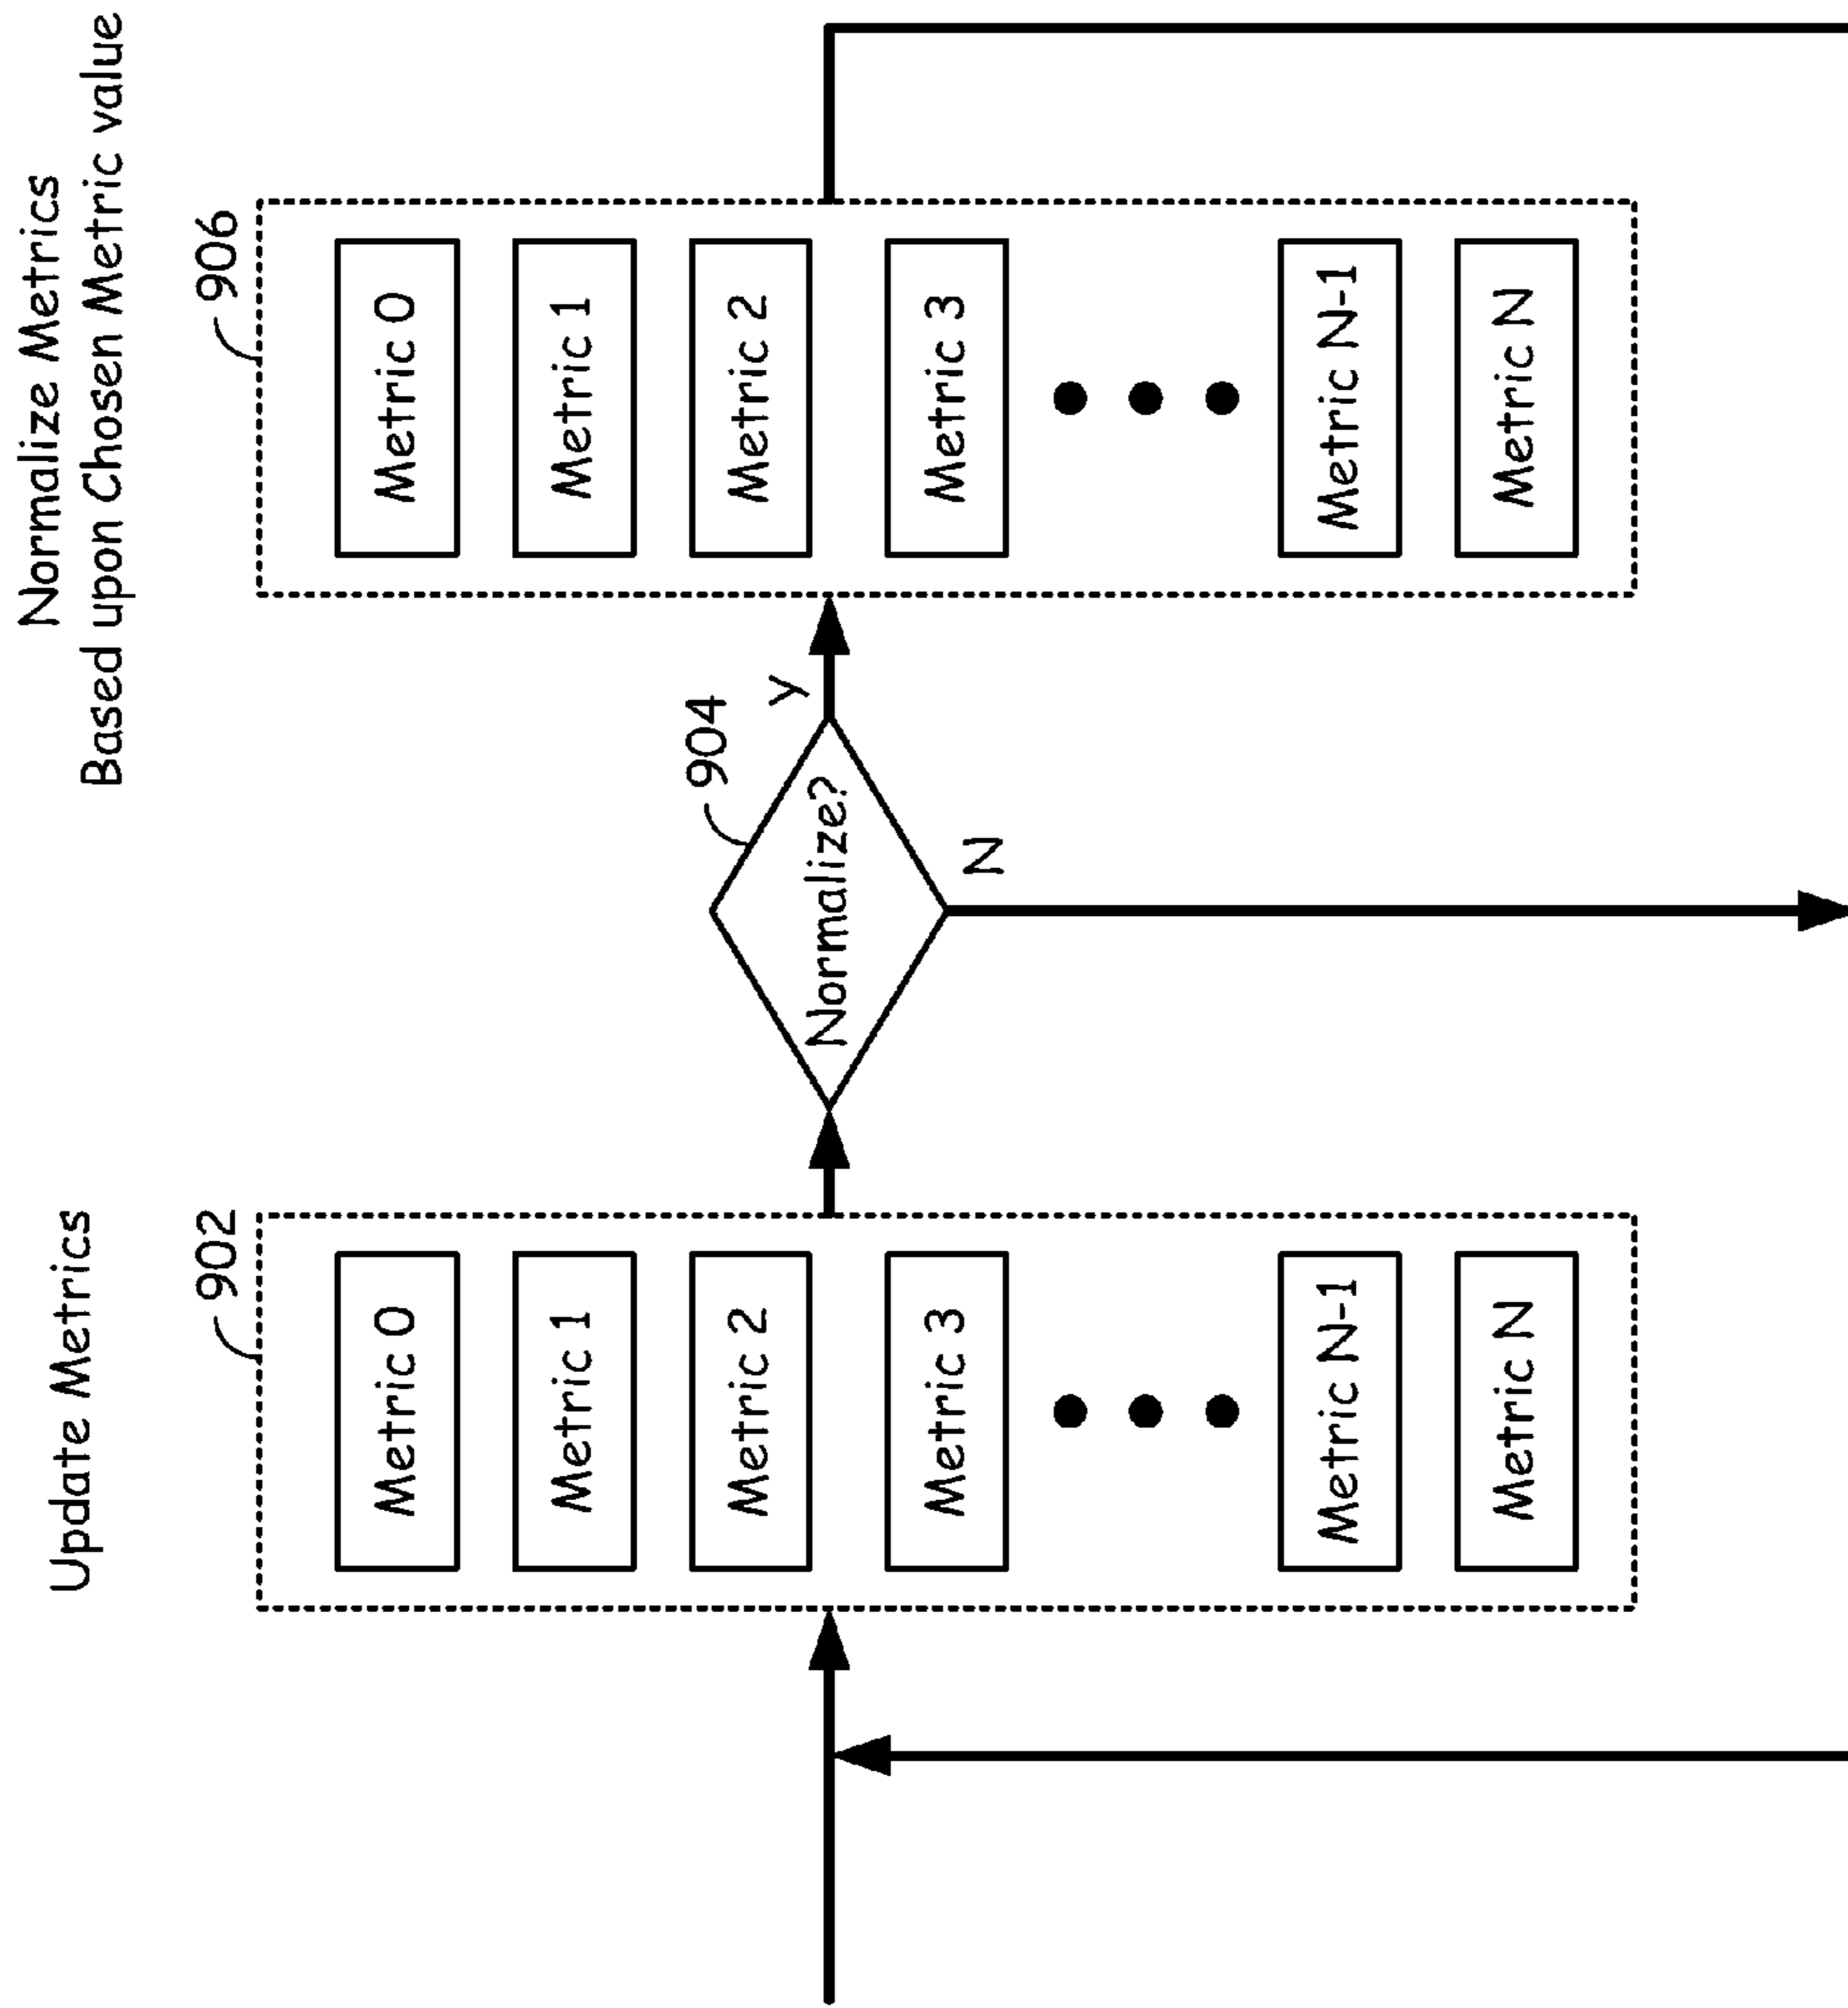 Update Metrics
902
Metric 0
Metric 1
Metric 2
Metric 3
Metric N-1
Metric N
904
Normalize?
Y
N
Normalize Metrics
Based upon Chosen Metric value
906
Metric 0
Metric 1
Metric 2
Metric 3
Metric N-1
Metric N